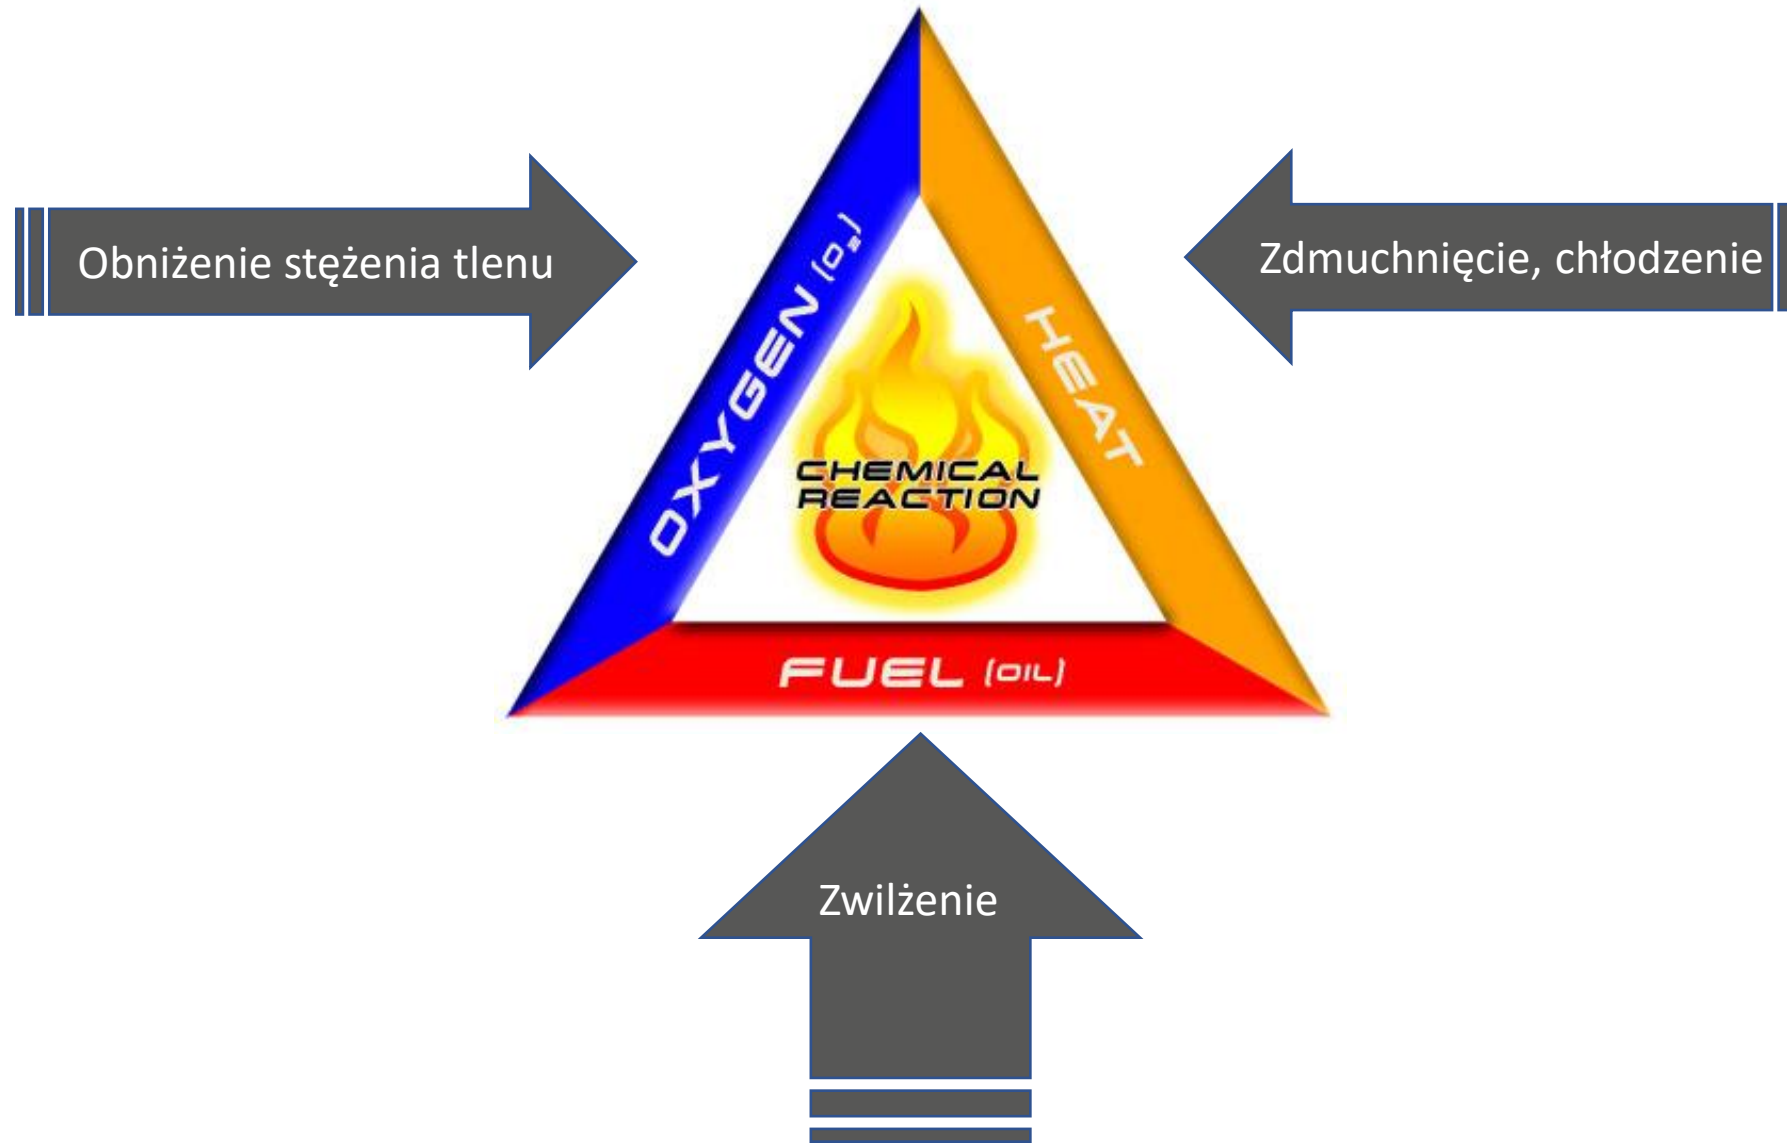 Obniżenie stężenia tlenu
Zdmuchnięcie, chłodzenie
OXYGEN (O₂)
HEAT
CHEMICAL
REACTION
FUEL (OIL)
Zwilżenie